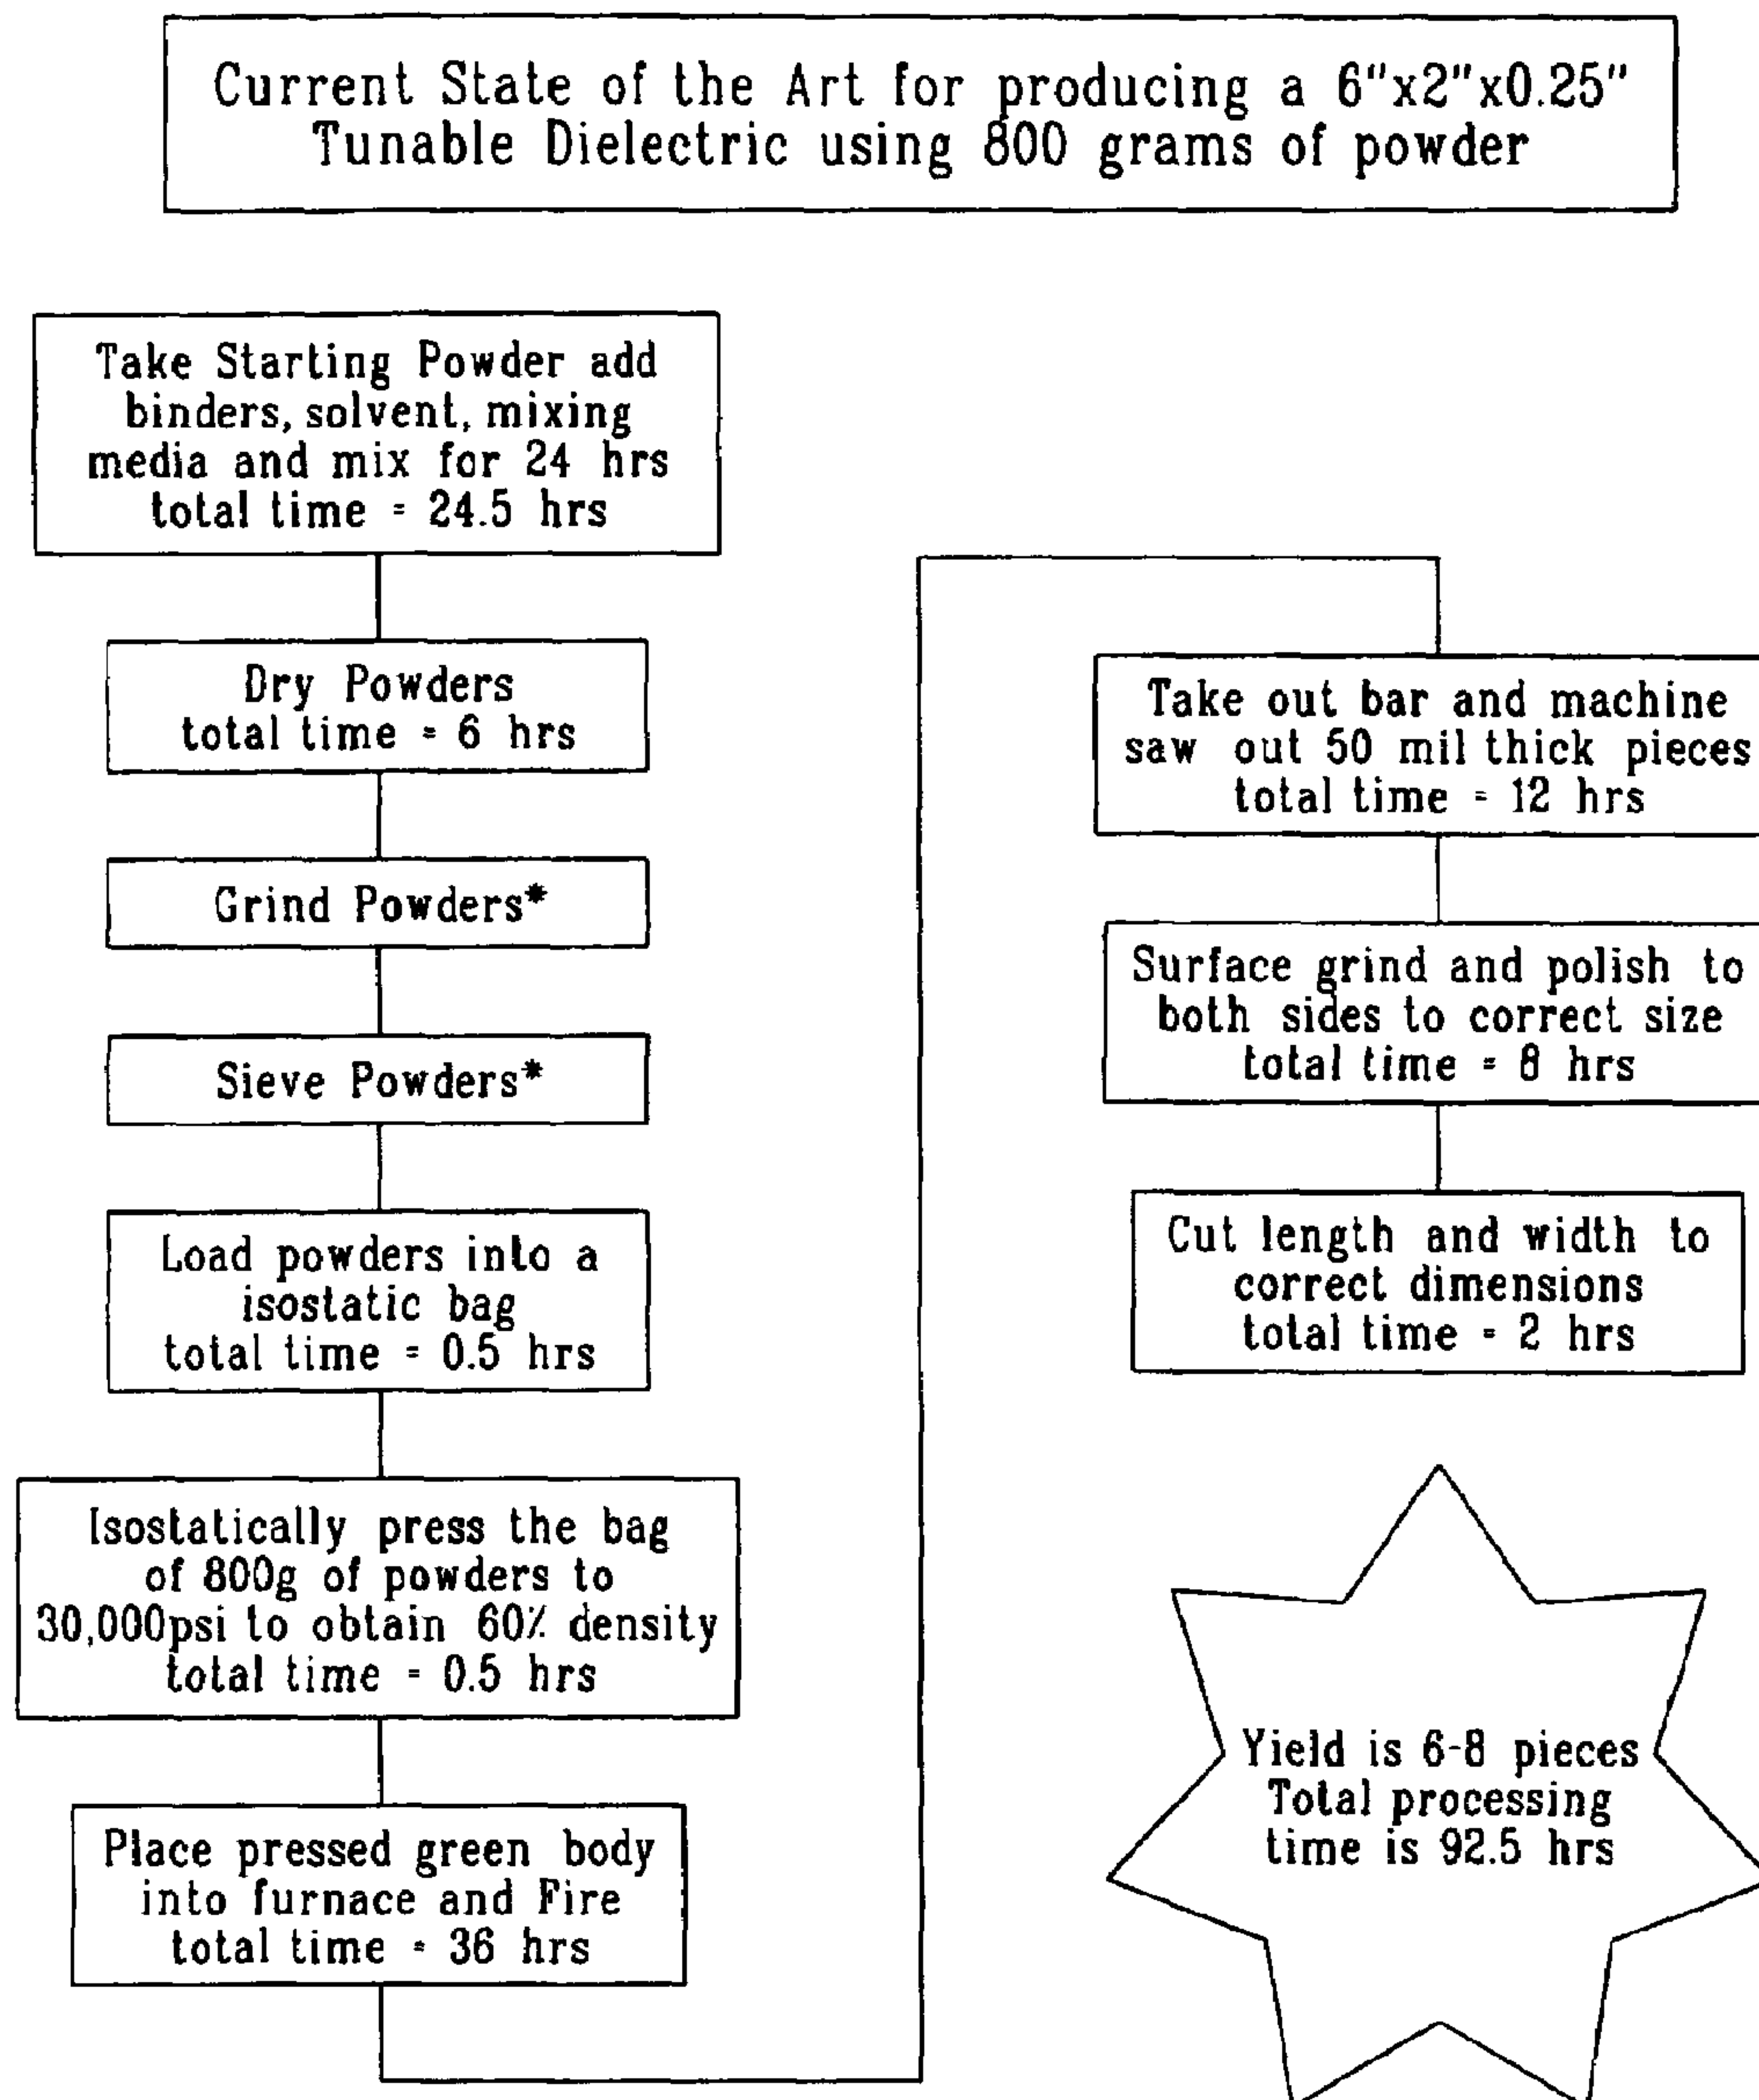 Current State of the Art for producing a 6"x2"x0.25"
Tunable Dielectric using 800 grams of powder
Take Starting Powder add
binders, solvent, mixing
media and mix for 24 hrs
total time = 24.5 hrs
Dry Powders
total time = 6 hrs
Grind Powders*
Sieve Powders*
Load powders into a
isostatic bag
total time = 0.5 hrs
Isostatically press the bag
of 800g of powders to
30,000psi to obtain 60% density
total time = 0.5 hrs
Place pressed green body
into furnace and Fire
total time = 36 hrs
Take out bar and machine
saw out 50 mil thick pieces
total time = 12 hrs
Surface grind and polish to
both sides to correct size
total time = 8 hrs
Cut length and width to
correct dimensions
total time = 2 hrs
Yield is 6-8 pieces
Total processing
time is 92.5 hrs